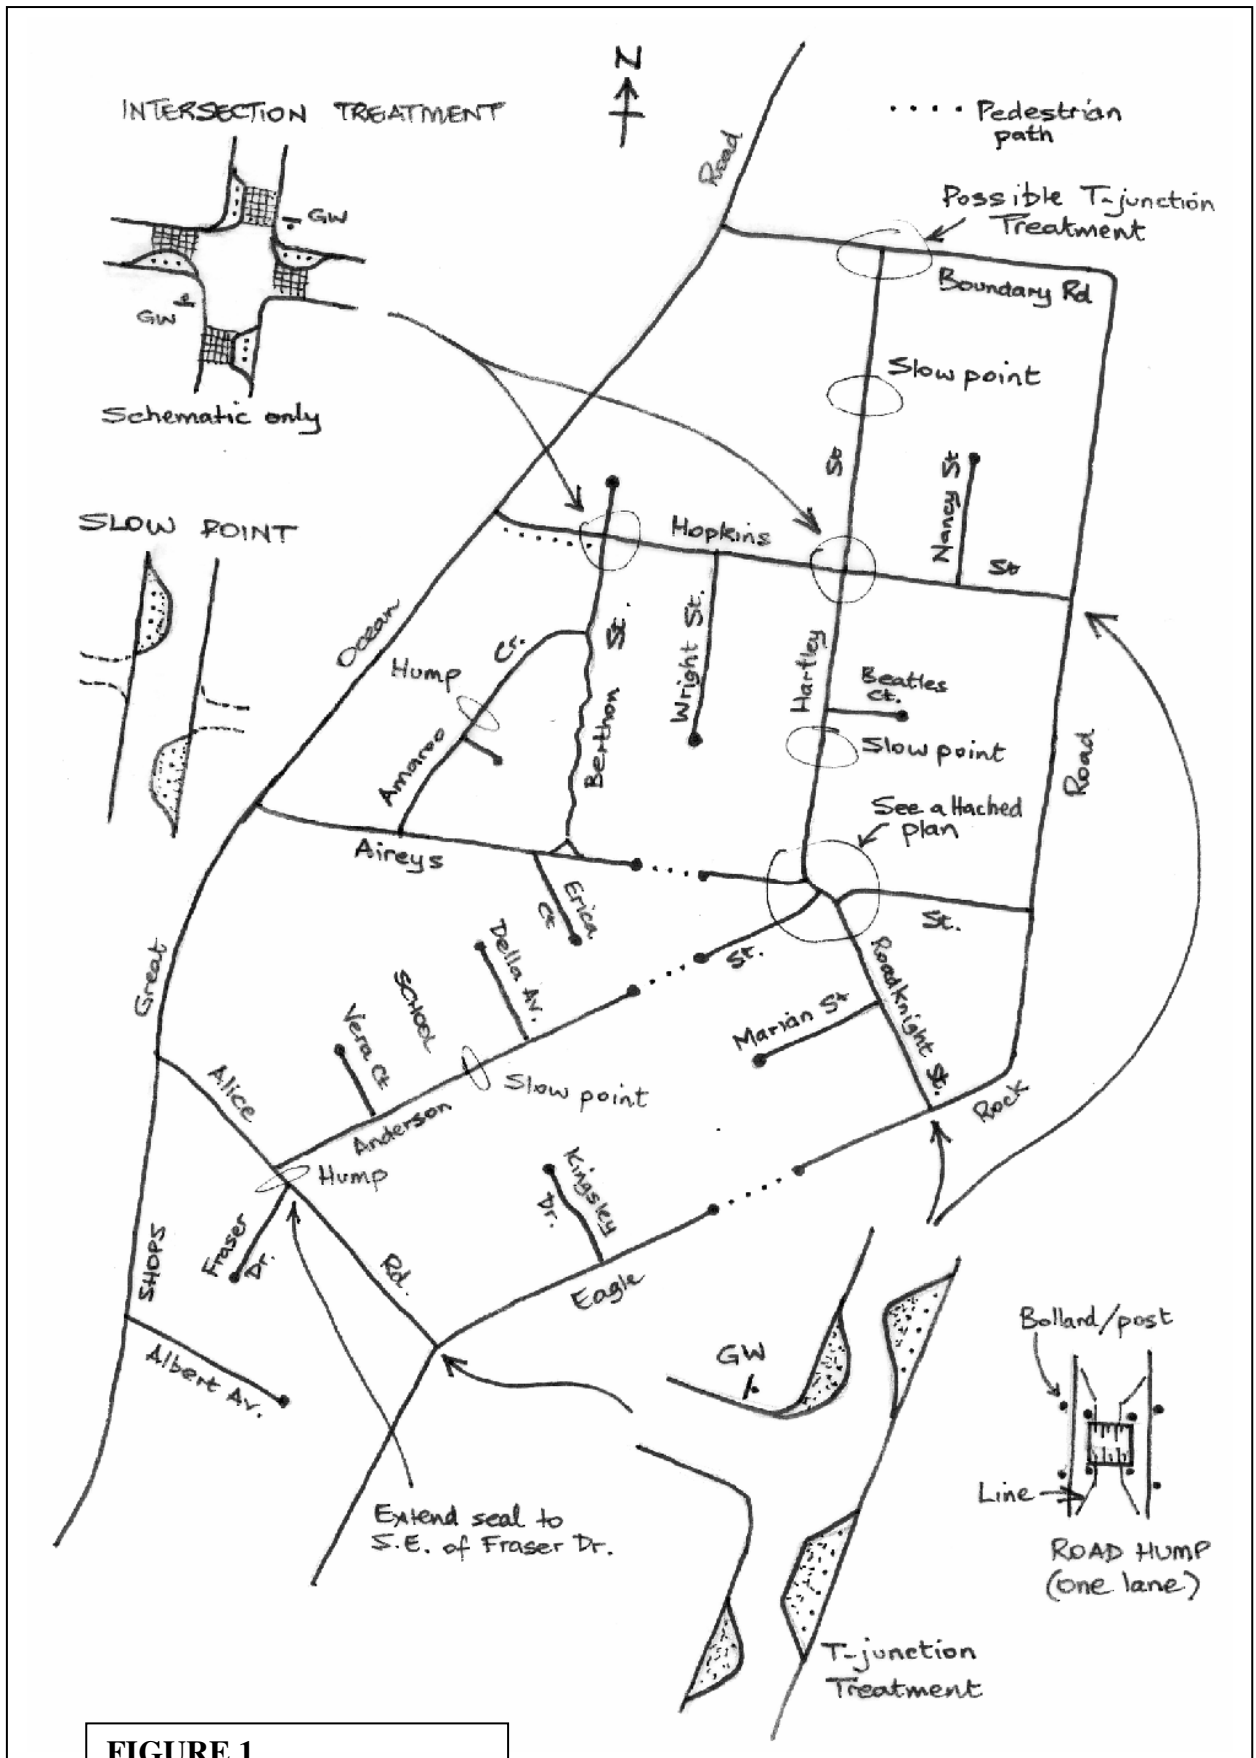 N
INTERSECTION TREATMENT
GW
GW
Schematic only
Pedestrian
path
Possible T-junction
Treatment
Road
Boundary Rd
Slow point
St
Nancy St
SLOW POINT
Hopkins
St
Ocean
Cr.
Hump
St.
Wright St.
Hartley
Beatles
Ct.
Slow point
Road
Amaroo
Berthon
See attached
plan
Aireys
Erica
Ct
St.
Great
Della Av.
St.
SCHOOL
Roadknight St.
Vera Ct
Marian St
Slow point
Alice
Anderson
Rock
Hump
Kingsley
Dr.
Fraser
Dr.
SHOPS
Rd.
Eagle
Albert Av.
GW
Bollard/post
Line
Extend seal to
S.E. of Fraser Dr.
ROAD HUMP
(one lane)
T-junction
Treatment
FIGURE 1